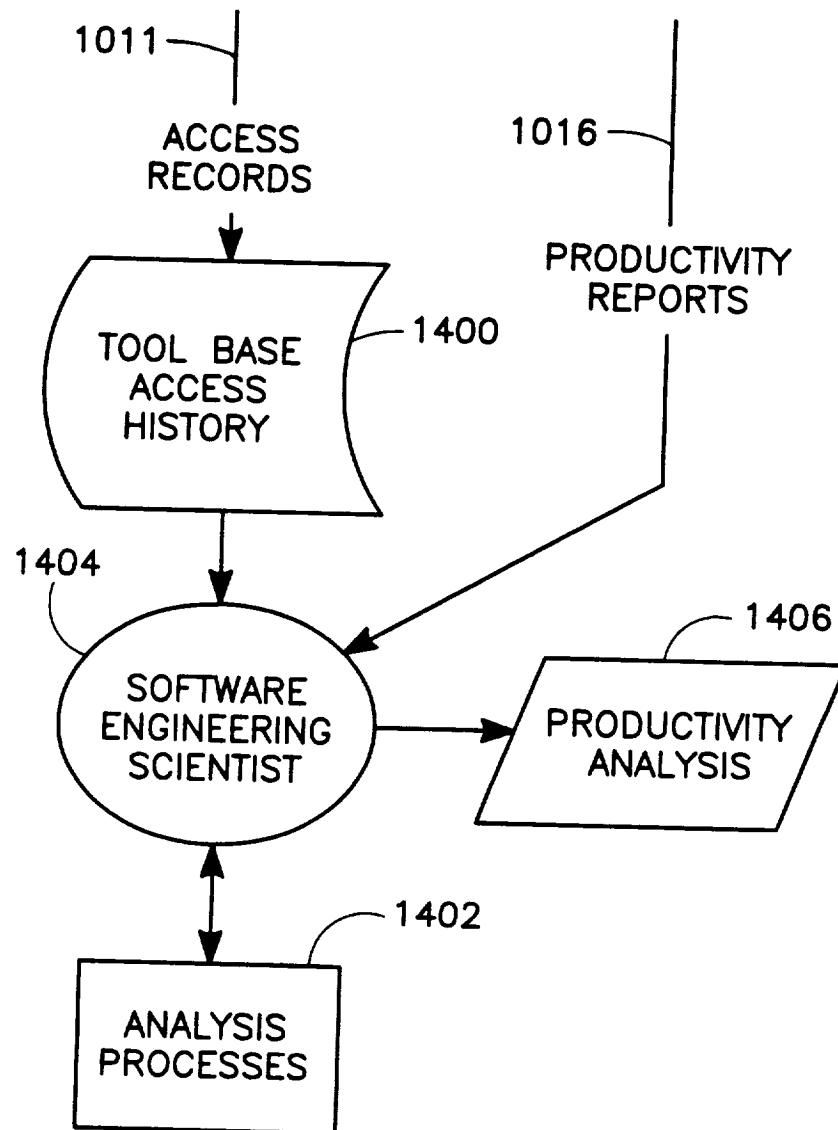 1011
ACCESS
RECORDS
1016
PRODUCTIVITY
REPORTS
TOOL BASE
ACCESS
HISTORY
1400
1404
SOFTWARE
ENGINEERING
SCIENTIST
1406
PRODUCTIVITY
ANALYSIS
1402
ANALYSIS
PROCESSES